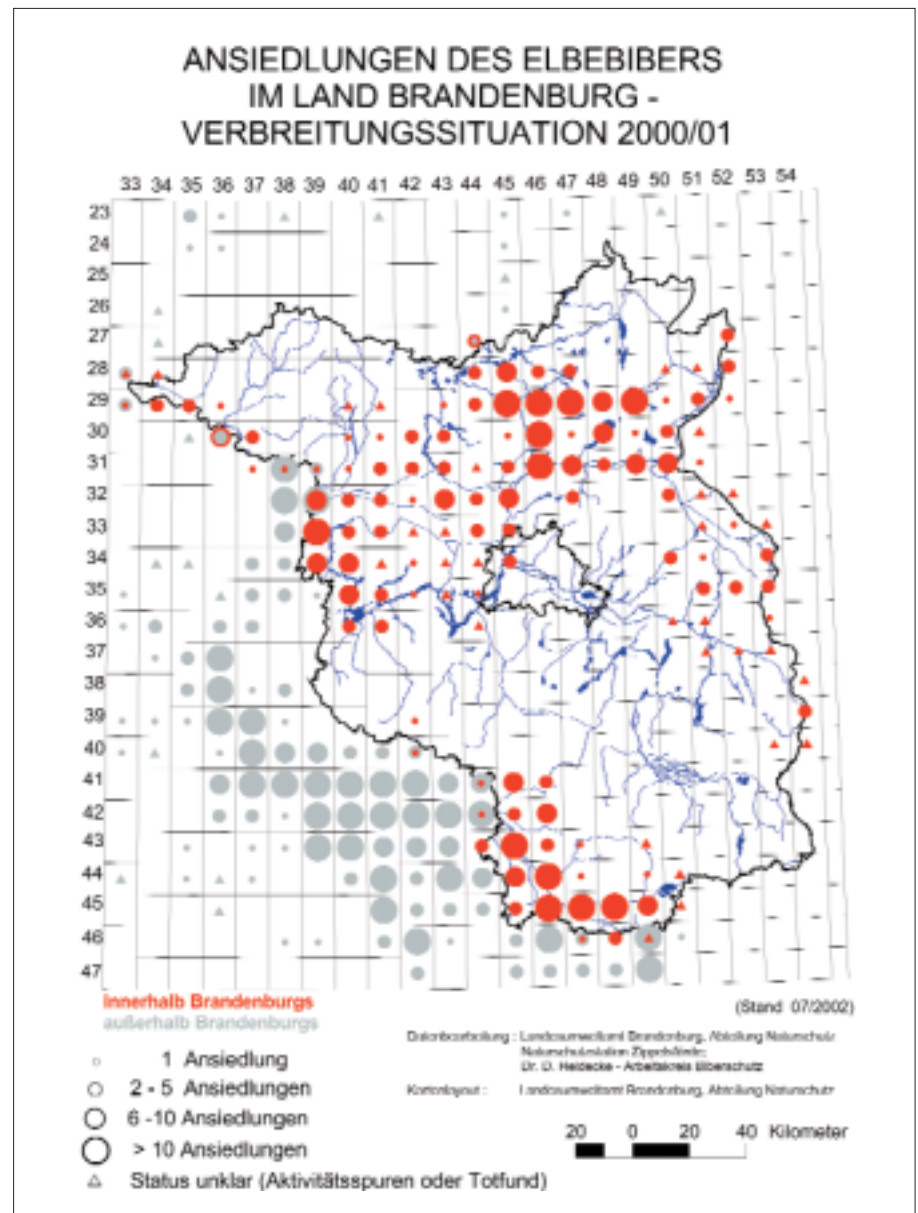 ANSIEDLUNGEN DES ELBEBIBERS
IM LAND BRANDENBURG -
VERBREITUNGSSITUATION 2000/01
33 34 35 36 37 38 39 40 41 42 43 44 45 46 47 48 49 50 51 52 53 54
23
24
25
26
27
28
29
30
31
32
33
34
35
36
37
38
39
40
41
42
43
44
45
46
47
innerhalb Brandenburgs
außerhalb Brandenburgs
(Stand 07/2002)
1 Ansiedlung
2 - 5 Ansiedlungen
6 -10 Ansiedlungen
> 10 Ansiedlungen
Status unklar (Aktivitätsspuren oder Totfund)
Datenbearbeitung : Landesumweltamt Brandenburg, Abteilung Naturschutz
Naturschutzstation Zippelsförde;
Dr. D. Heidecke - Arbeitskreis Biberschutz
Kartenlayout : Landesumweltamt Brandenburg, Abteilung Naturschutz
20 0 20 40 Kilometer